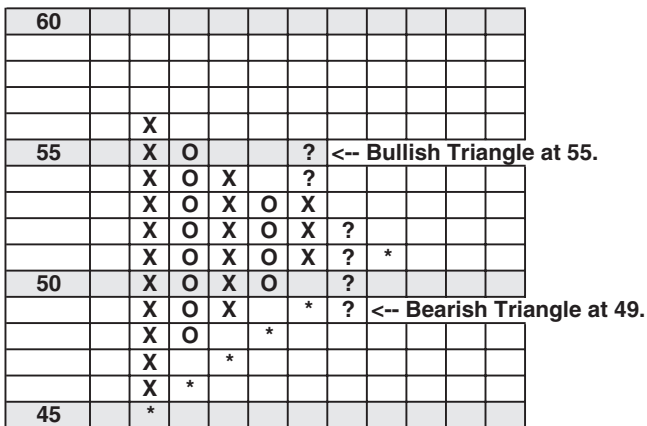 60
X
55 X O ? <-- Bullish Triangle at 55.
X O X ?
X O X O X
X O X O X ?
X O X O X ? *
50 X O X O ?
X O X * ? <-- Bearish Triangle at 49.
X O *
X *
X *
45 *